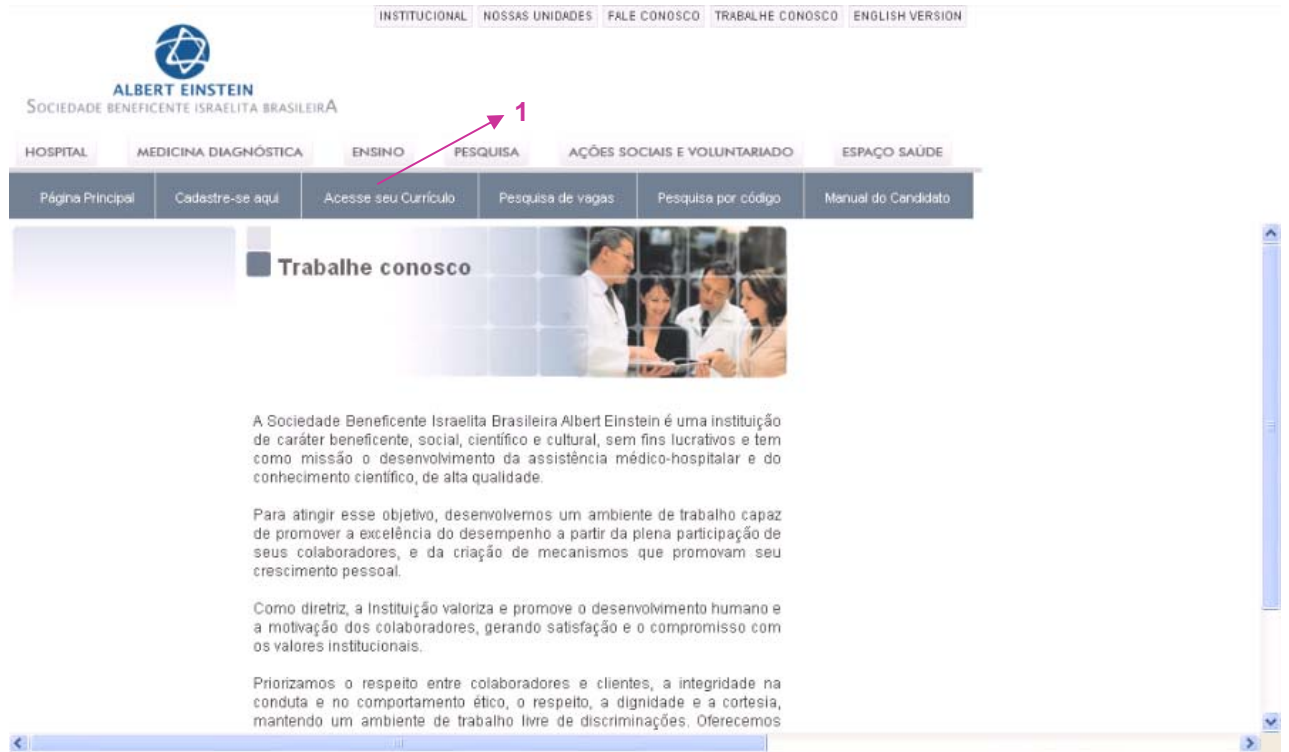 INSTITUCIONAL NOSSAS UNIDADES FALE CONOSCO TRABALHE CONOSCO ENGLISH VERSION
ALBERT EINSTEIN
SOCIEDADE BENEFICENTE ISRAELITA BRASILEIRA
1
HOSPITAL MEDICINA DIAGNÓSTICA ENSINO PESQUISA AÇÕES SOCIAIS E VOLUNTARIADO ESPAÇO SAÚDE
Página Principal Cadastre-se aqui Acesse seu Currículo Pesquisa de vagas Pesquisa por código Manual do Candidato
Trabalhe conosco
A Sociedade Beneficente Israelita Brasileira Albert Einstein é uma instituição
de caráter beneficente, social, científico e cultural, sem fins lucrativos e tem
como missão o desenvolvimento da assistência médico-hospitalar e do
conhecimento científico, de alta qualidade.
Para atingir esse objetivo, desenvolvemos um ambiente de trabalho capaz
de promover a excelência do desempenho a partir da plena participação de
seus colaboradores, e da criação de mecanismos que promovam seu
crescimento pessoal.
Como diretriz, a Instituição valoriza e promove o desenvolvimento humano e
a motivação dos colaboradores, gerando satisfação e o compromisso com
os valores institucionais.
Priorizamos o respeito entre colaboradores e clientes, a integridade na
conduta e no comportamento ético, o respeito, a dignidade e a cortesia,
mantendo um ambiente de trabalho livre de discriminações. Oferecemos